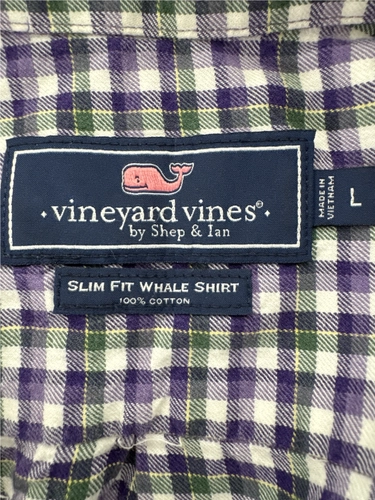 vineyard vines®
by Shep & Ian
MADE IN
VIETNAM
L
SLIM FIT WHALE SHIRT
100% COTTON